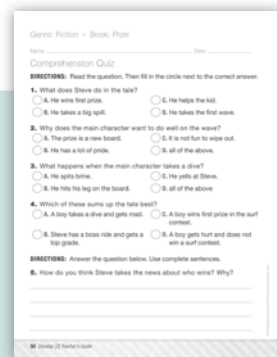 Genre: Fiction • Book: Prize
Name Date
Comprehension Quiz
DIRECTIONS: Read the question. Then fill in the circle next to the correct answer.
1. What does Steve do in the tale?
A. He wins first prize. C. He helps the kid.
B. He takes a big spill. D. He takes the first wave.
2. Why does the main character want to do well on the wave?
A. The prize is a new board. C. It is not fun to wipe out.
B. He has a lot of pride. D. all of the above
3. What happens when the main character takes a dive?
A. He spits brine. C. He yells at Steve.
B. He hits his leg on the board. D. all of the above
4. Which of these sums up the tale best?
A. A boy takes a dive and gets mad. C. A boy wins first prize in the surf
contest.
B. Steve has a boss ride and gets a D. A boy gets hurt and does not
top grade. win a surf contest.
DIRECTIONS: Answer the question below. Use complete sentences.
5. How do you think Steve takes the news about who wins? Why?
Teacher's Guide